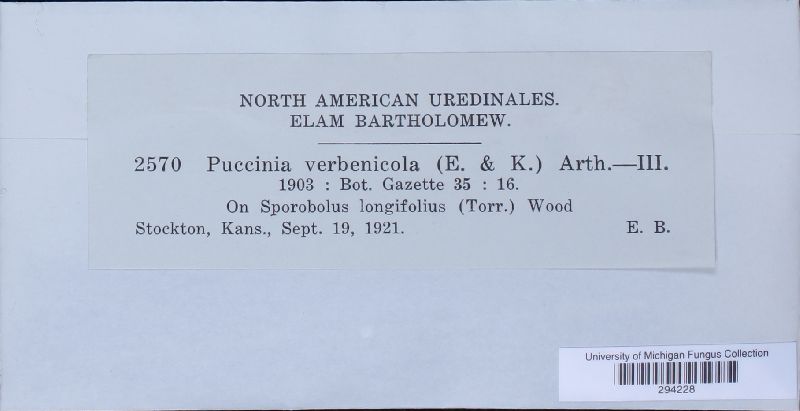 NORTH AMERICAN UREDINALES.
ELAM BARTHOLOMEW.
2570 Puccinia verbenicola (E. & K.) Arth.—III.
1903 : Bot. Gazette 35 : 16.
On Sporobolus longifolius (Torr.) Wood
Stockton, Kans., Sept. 19, 1921. E. B.
University of Michigan Fungus Collection
294228